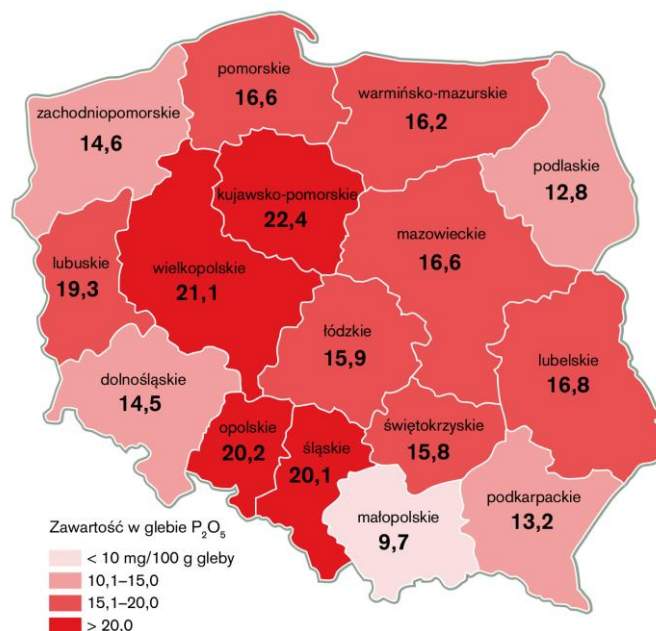 pomorskie
16,6
warmińsko-mazurskie
16,2
zachodniopomorskie
14,6
podlaskie
12,8
kujawsko-pomorskie
22,4
mazowieckie
16,6
lubuskie
19,3
wielkopolskie
21,1
łódzkie
15,9
lubelskie
16,8
dolnośląskie
14,5
opolskie
20,2
śląskie
20,1
świętokrzyskie
15,8
podkarpackie
13,2
małopolskie
9,7
Zawartość w glebie P₂O₅
< 10 mg/100 g gleby
10,1–15,0
15,1–20,0
> 20,0